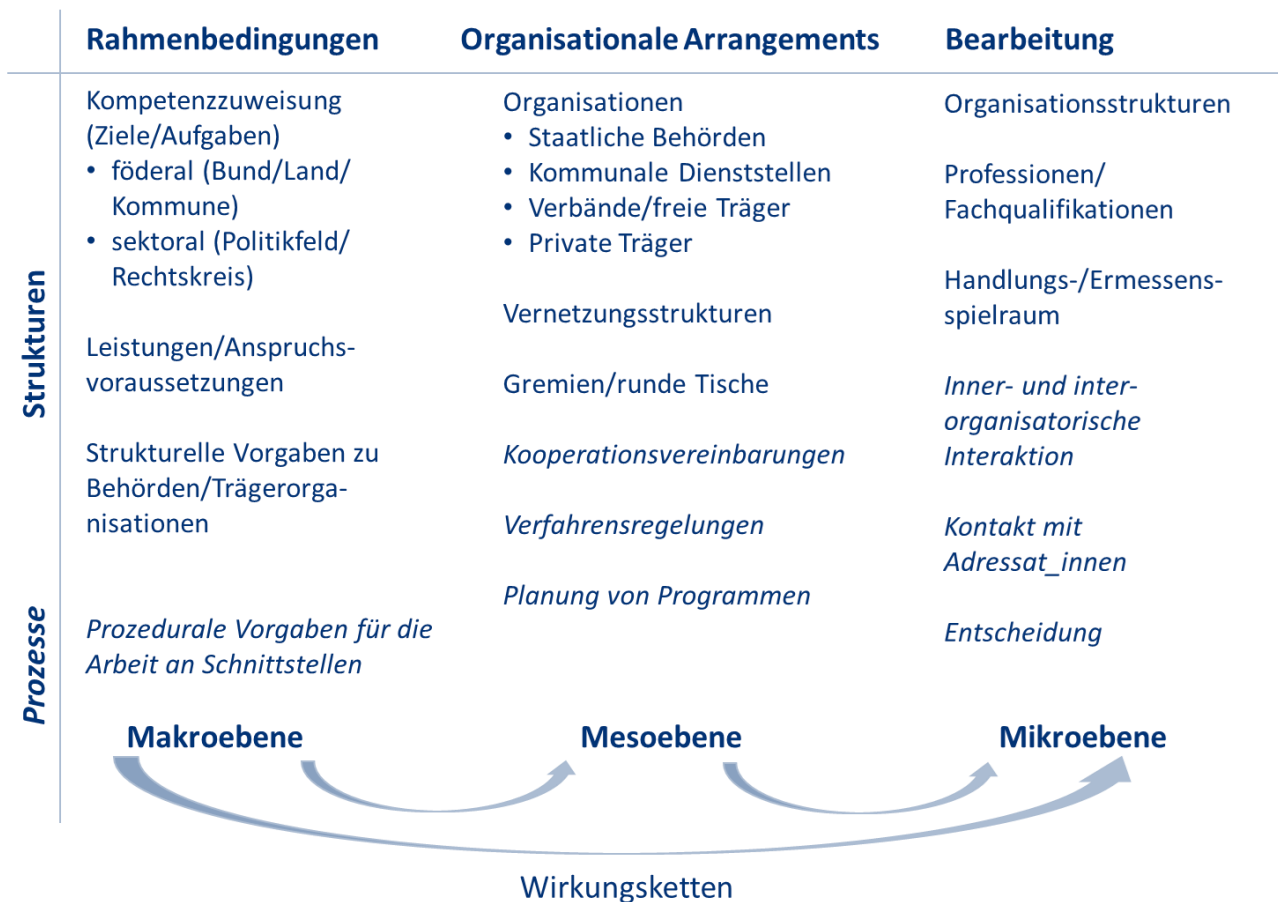 Rahmenbedingungen
Organisationale Arrangements
Bearbeitung
Strukturen
Prozesse
Kompetenzzuweisung
(Ziele/Aufgaben)
• föderal (Bund/Land/
Kommune)
• sektoral (Politikfeld/
Rechtskreis)
Leistungen/Anspruchs-
voraussetzungen
Strukturelle Vorgaben zu
Behörden/Trägerorga-
nisationen
Prozedurale Vorgaben für die
Arbeit an Schnittstellen
Organisationen
• Staatliche Behörden
• Kommunale Dienststellen
• Verbände/freie Träger
• Private Träger
Vernetzungsstrukturen
Gremien/runde Tische
Kooperationsvereinbarungen
Verfahrensregelungen
Planung von Programmen
Organisationsstrukturen
Professionen/
Fachqualifikationen
Handlungs-/Ermessens-
spielraum
Inner- und inter-
organisatorische
Interaktion
Kontakt mit
Adressat_innen
Entscheidung
Makroebene
Mesoebene
Mikroebene
Wirkungsketten